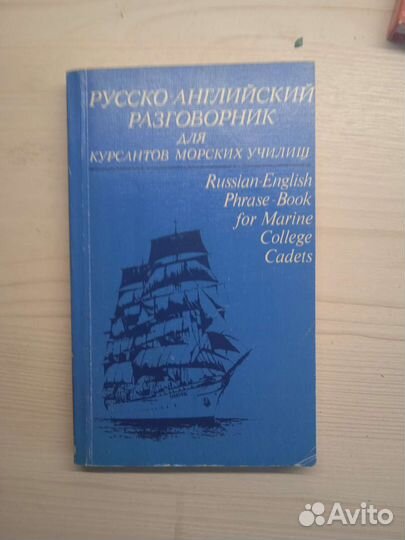 РУССКО-АНГЛИЙСКИЙ
РАЗГОВОРНИК
ДЛЯ
КУРСАНТОВ МОРСКИХ УЧИЛИЩ
Russian-English
Phrase-Book
for Marine
College
Cadets
Avito